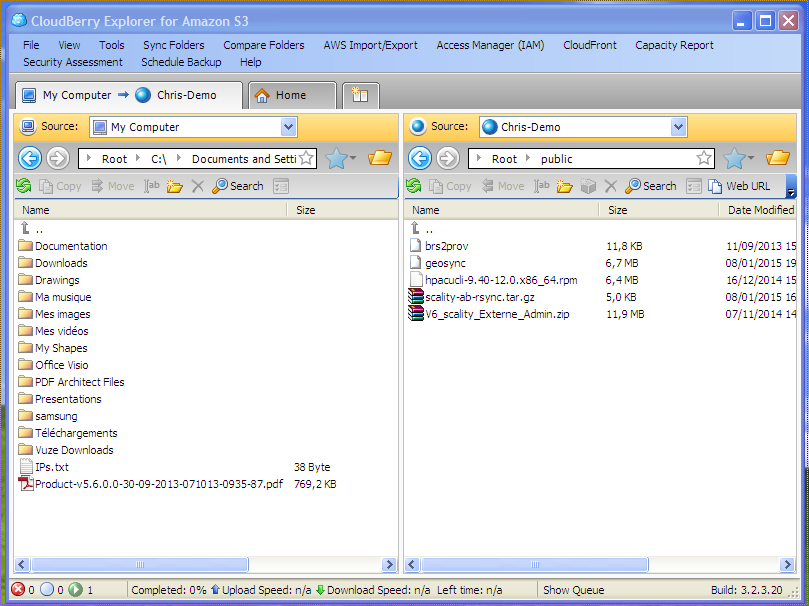 CloudBerry Explorer for Amazon S3
File View Tools Sync Folders Compare Folders AWS Import/Export Access Manager (IAM) CloudFront Capacity Report
Security Assessment Schedule Backup Help
My Computer Chris-Demo Home
Source: My Computer
Root C:\ Documents and Setti
Copy Move ab Search
Name Size
..
Documentation
Downloads
Drawings
Ma musique
Mes images
Mes vidéos
My Shapes
Office Visio
PDF Architect Files
Presentations
samsung
Téléchargements
Vuze Downloads
IPs.txt 38 Byte
Product-v5.6.0.0-30-09-2013-071013-0935-87.pdf 769,2 KB
Source: Chris-Demo
Root public
Copy Move ab Search Web URL
Name Size Date Modified
..
brs2prov 11,8 KB 11/09/2013 15
geosync 6,7 MB 08/01/2015 19
hpacucli-9.40-12.0.x86_64.rpm 6,4 MB 16/12/2014 13
scality-ab-rsync.tar.gz 5,0 KB 08/01/2015 16
V6_scality_Externe_Admin.zip 11,9 MB 07/11/2014 14
0 0 1 Completed: 0% Upload Speed: n/a Download Speed: n/a Left time: n/a Show Queue Build: 3.2.3.20